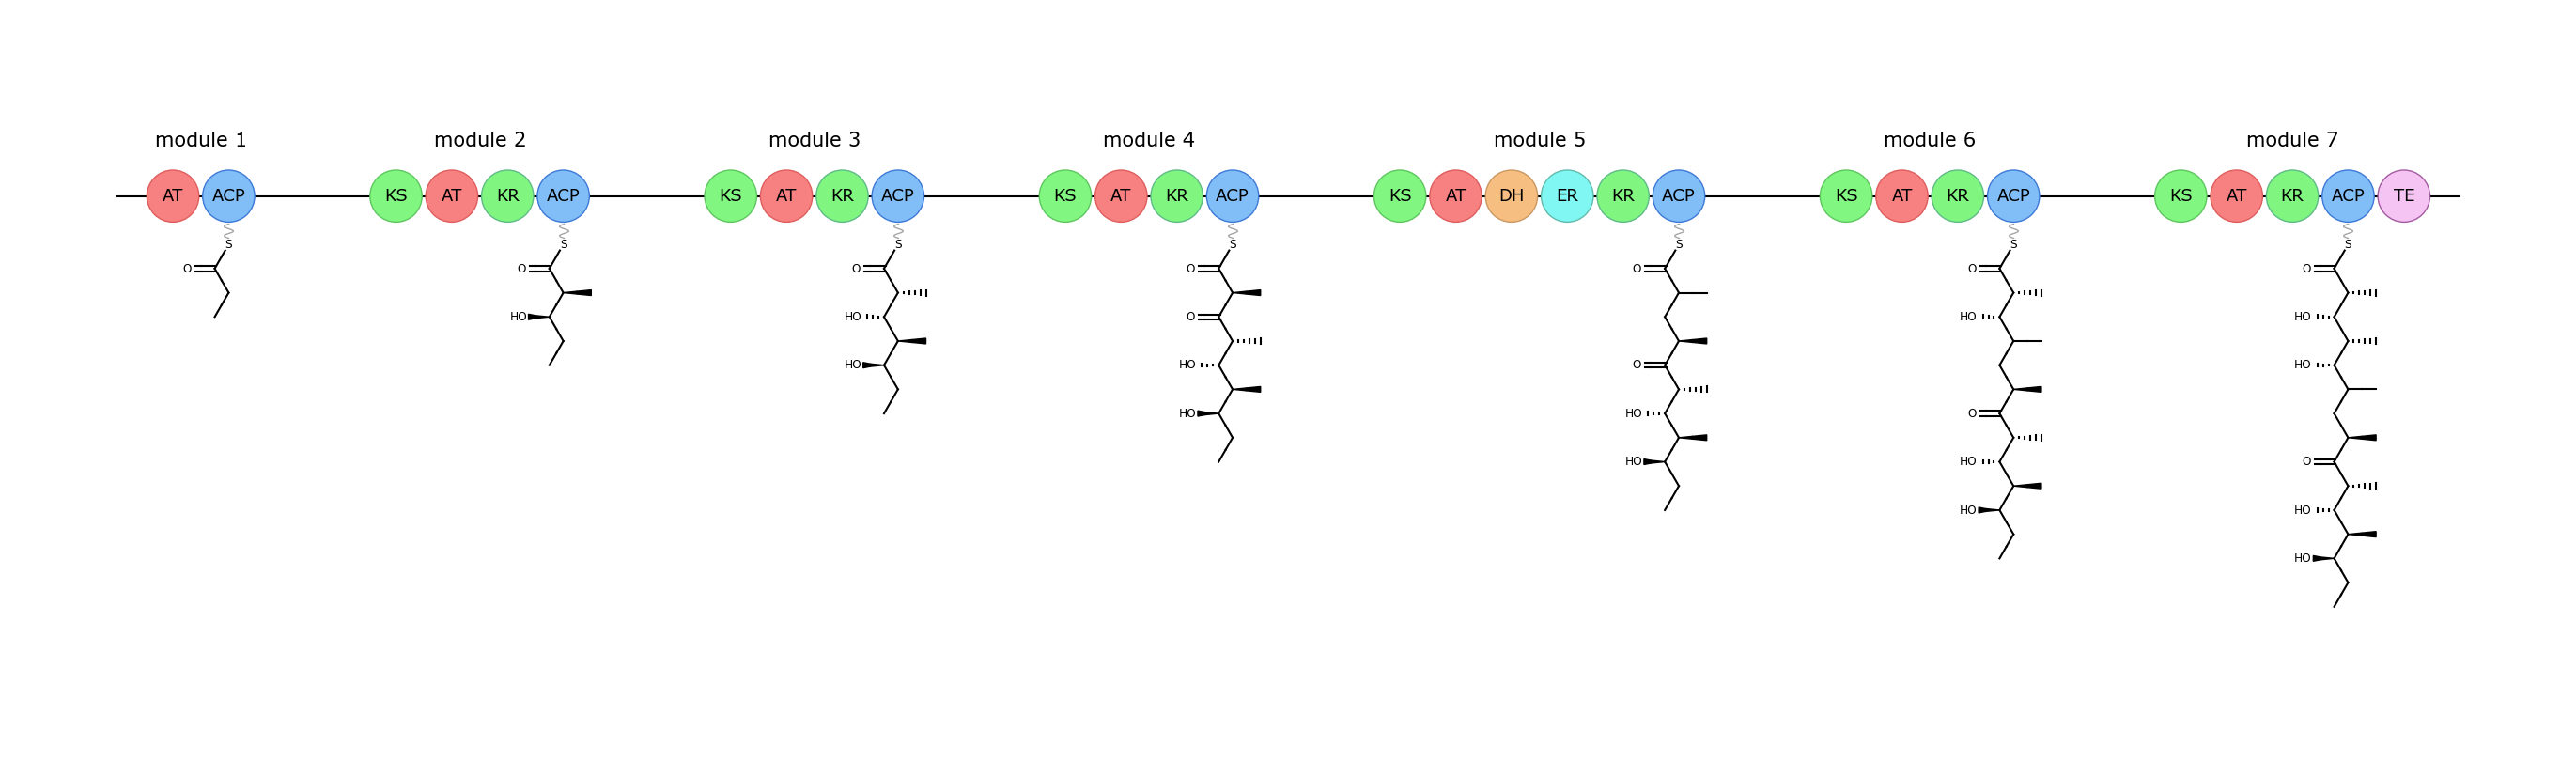 module 1 module 2 module 3 module 4 module 5 module 6 module 7
AT ACP KS AT KR ACP KS AT KR ACP KS AT KR ACP KS AT DH ER KR ACP KS AT KR ACP KS AT KR ACP TE
S S S S S S S
O O O O O O O
HO HO O HO HO
HO HO HO
HO O O
HO HO O
HO HO HO
HO HO
HO